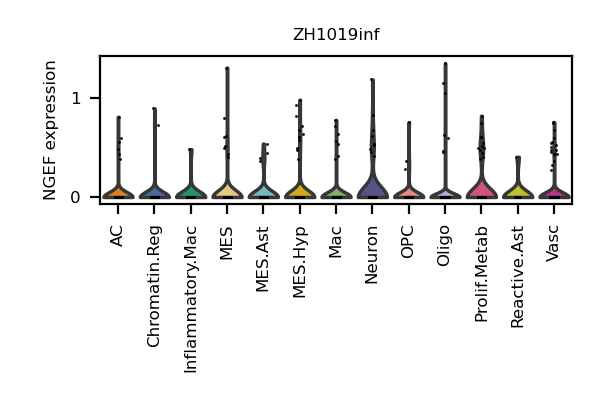 ZH1019inf
NGEF expression
1
0
AC
Chromatin.Reg
Inflammatory.Mac
MES
MES.Ast
MES.Hyp
Mac
Neuron
OPC
Oligo
Prolif.Metab
Reactive.Ast
Vasc